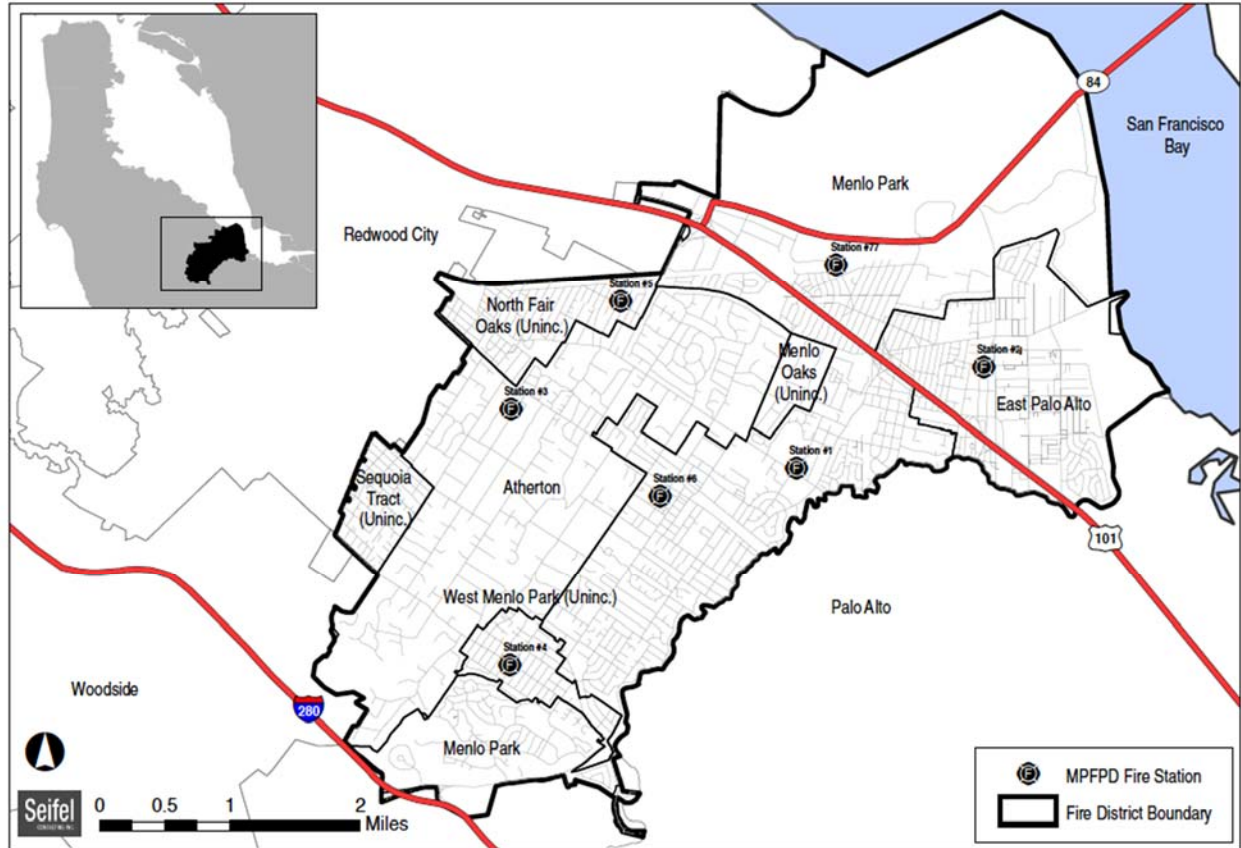 84
San Francisco
Bay
Menlo Park
Redwood City
Station #77
Station #5
North Fair
Oaks (Uninc.)
Menlo
Oaks
(Uninc.)
Station #2
East Palo Alto
Station #3
F
Station #1
Station #6
Sequoia
Tract
(Uninc.)
Atherton
101
West Menlo Park (Uninc.)
Palo Alto
Station #4
Woodside
280
Menlo Park
F MPFPD Fire Station
Fire District Boundary
Seifel
CONSULTING INC.
0 0.5 1 2
Miles